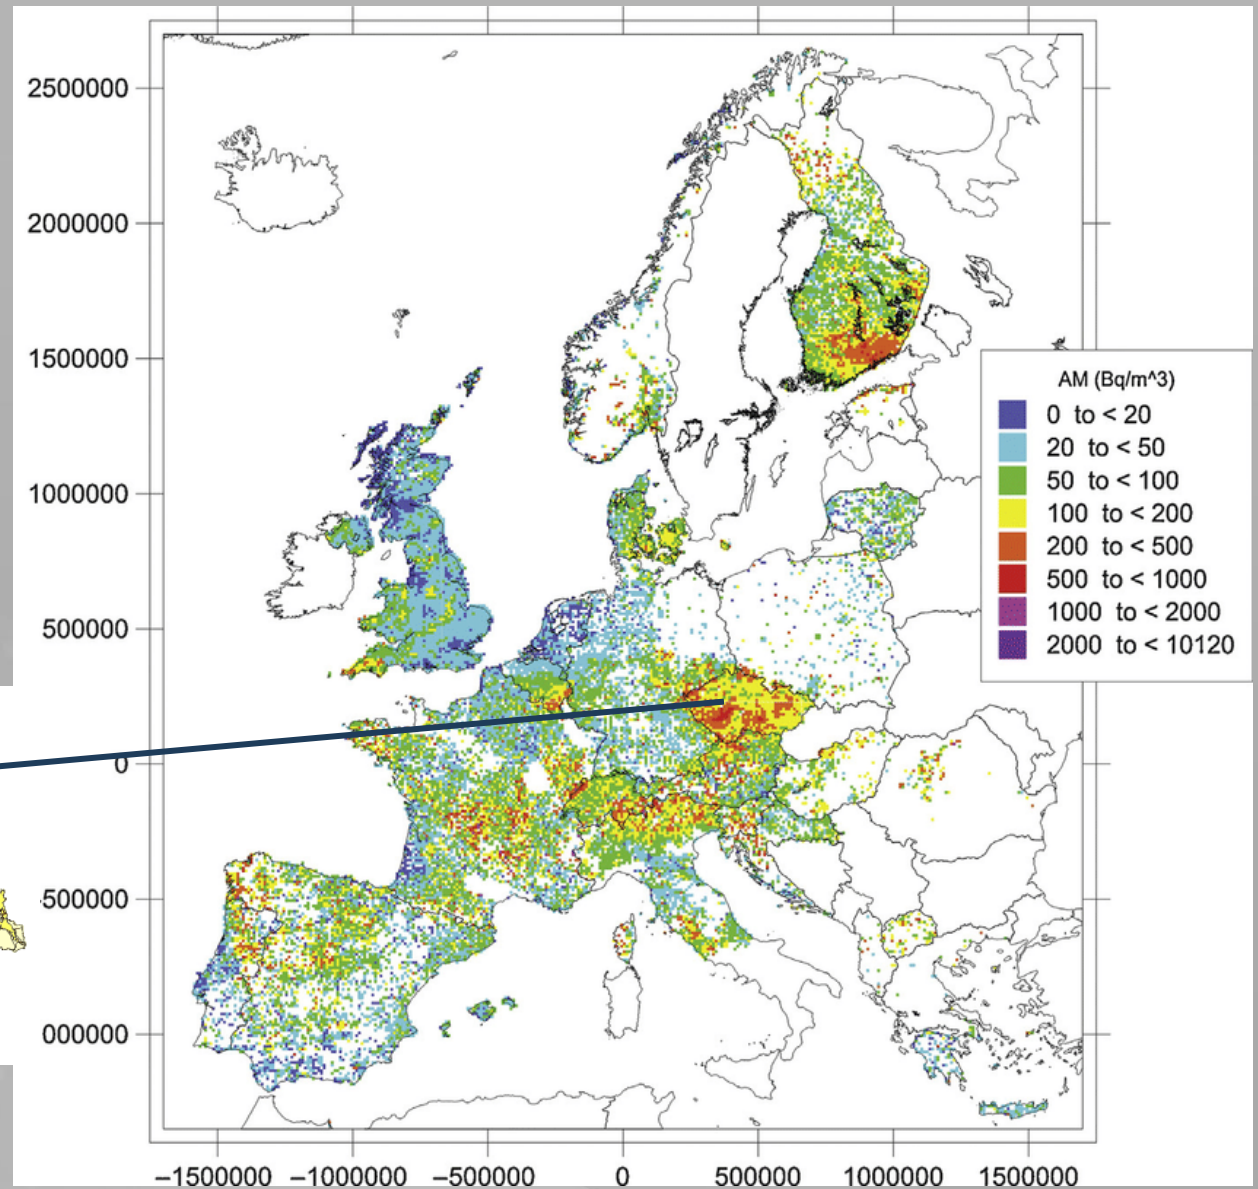 2500000
2000000
1500000
1000000
500000
0
500000
000000
−1500000 −1000000 −500000 0 500000 1000000 1500000
AM (Bq/m^3)
0 to < 20
20 to < 50
50 to < 100
100 to < 200
200 to < 500
500 to < 1000
1000 to < 2000
2000 to < 10120